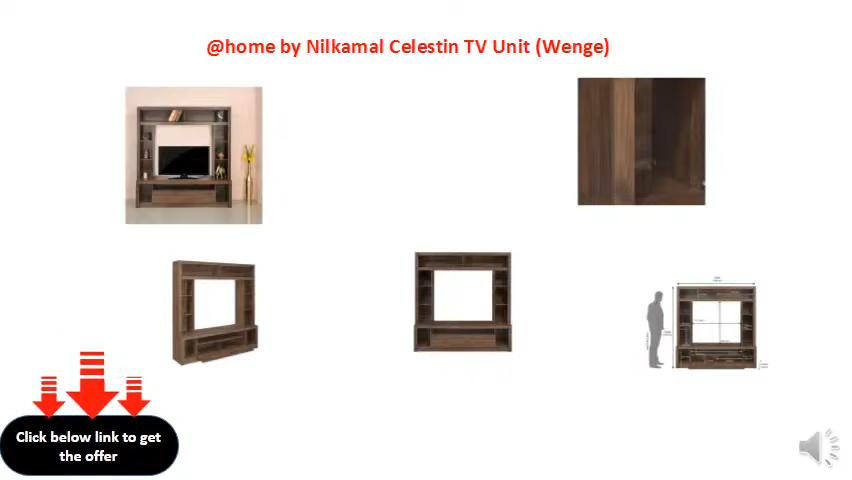 @home by Nilkamal Celestin TV Unit (Wenge)
Click below link to get
the offer